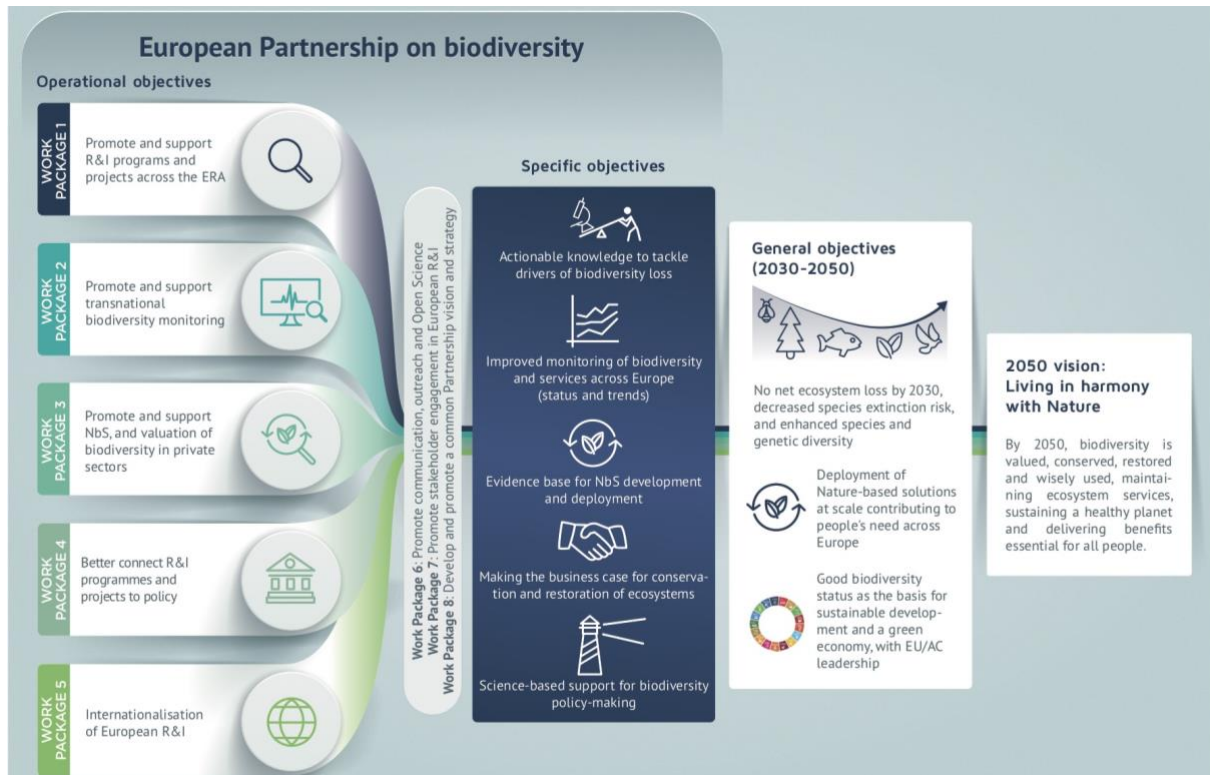 European Partnership on biodiversity
Operational objectives
WORK
PACKAGE 1
Promote and support
R&I programs and
projects across the ERA
WORK
PACKAGE 2
Promote and support
transnational
biodiversity monitoring
WORK
PACKAGE 3
Promote and support
NbS, and valuation of
biodiversity in private
sectors
WORK
PACKAGE 4
Better connect R&I
programmes and
projects to policy
WORK
PACKAGE 5
Internationalisation
of European R&I
Work Package 6: Promote communication, outreach and Open Science
Work Package 7: Promote stakeholder engagement in European R&I
Work Package 8: Develop and promote a common Partnership vision and strategy
Specific objectives
Actionable knowledge to tackle
drivers of biodiversity loss
Improved monitoring of biodiversity
and services across Europe
(status and trends)
Evidence base for NbS development
and deployment
Making the business case for conserva-
tion and restoration of ecosystems
Science-based support for biodiversity
policy-making
General objectives
(2030-2050)
No net ecosystem loss by 2030,
decreased species extinction risk,
and enhanced species and
genetic diversity
Deployment of
Nature-based solutions
at scale contributing to
people's need across
Europe
Good biodiversity
status as the basis for
sustainable develop-
ment and a green
economy, with EU/AC
leadership
2050 vision:
Living in harmony
with Nature
By 2050, biodiversity is
valued, conserved, restored
and wisely used, maintai-
ning ecosystem services,
sustaining a healthy planet
and delivering benefits
essential for all people.